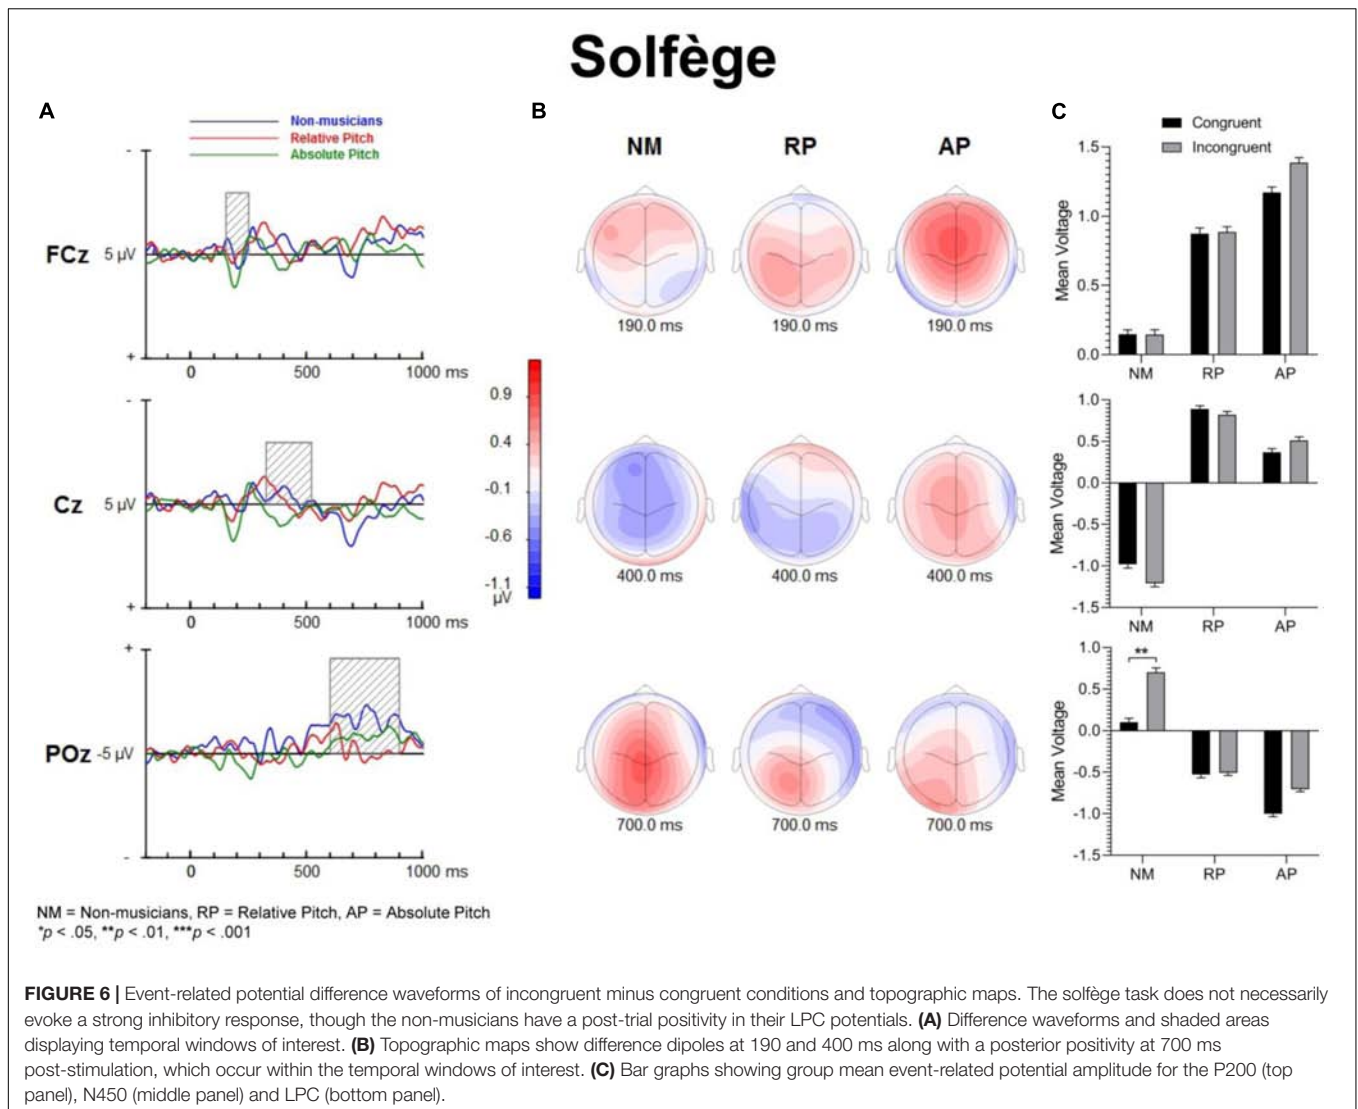 Solfège
A
Non-musicians
Relative Pitch
Absolute Pitch
-
FCz 5 µV
+
0 500 1000 ms
-
Cz 5 µV
+
0 500 1000 ms
+
POz -5 µV
-
0 500 1000 ms
NM = Non-musicians, RP = Relative Pitch, AP = Absolute Pitch
*p < .05, **p < .01, ***p < .001
B
NM RP AP
190.0 ms 190.0 ms 190.0 ms
0.9
0.4
-0.1
-0.6
-1.1
µV
400.0 ms 400.0 ms 400.0 ms
700.0 ms 700.0 ms 700.0 ms
C
Congruent
Incongruent
Mean Voltage
1.5
1.0
0.5
0.0
NM RP AP
Mean Voltage
1.0
0.5
0.0
-0.5
-1.0
-1.5
NM RP AP
Mean Voltage
1.0
0.5
0.0
-0.5
-1.0
-1.5
**
NM RP AP
FIGURE 6 | Event-related potential difference waveforms of incongruent minus congruent conditions and topographic maps. The solfège task does not necessarily
evoke a strong inhibitory response, though the non-musicians have a post-trial positivity in their LPC potentials. (A) Difference waveforms and shaded areas
displaying temporal windows of interest. (B) Topographic maps show difference dipoles at 190 and 400 ms along with a posterior positivity at 700 ms
post-stimulation, which occur within the temporal windows of interest. (C) Bar graphs showing group mean event-related potential amplitude for the P200 (top
panel), N450 (middle panel) and LPC (bottom panel).